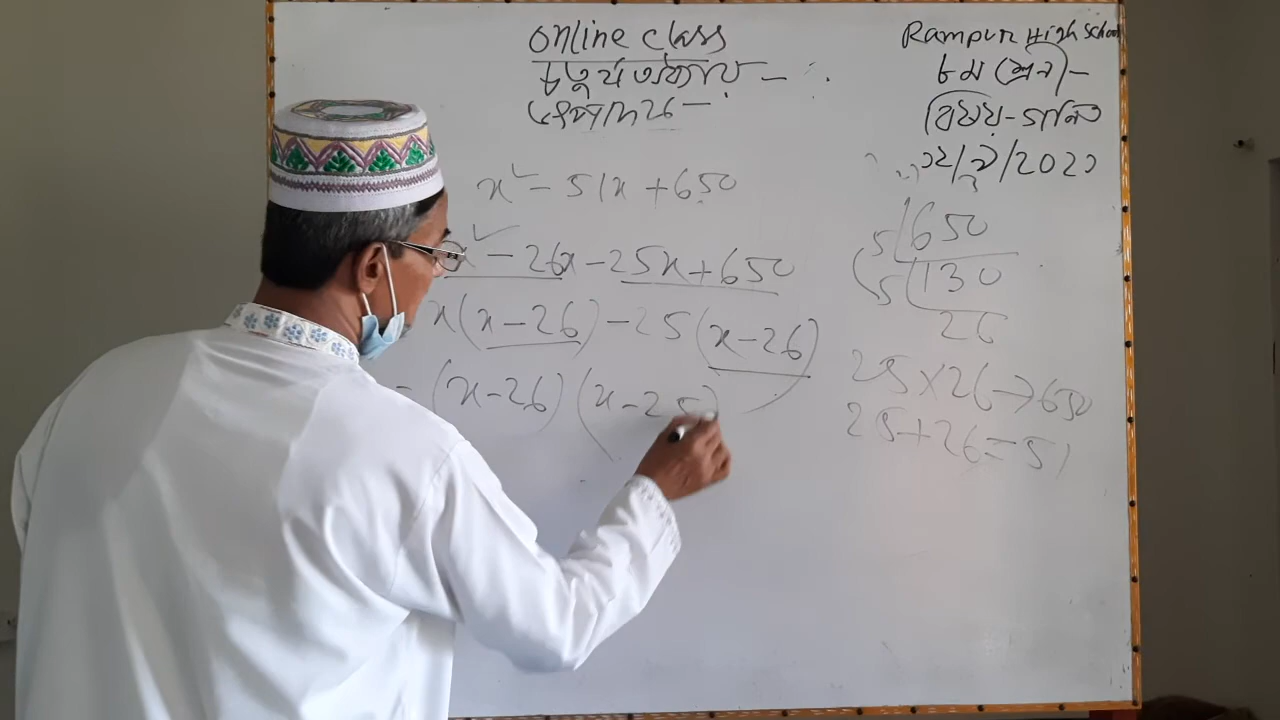 Online class
চতুর্থ অধ্যায় -
Rampur High School
৮ম শ্রেনি -
বিষয় - গনিত
x² - 51x + 650
x² - 26x - 25x + 650
x(x - 26) - 25(x - 26)
= (x - 26)(x - 25)
5 650
5 130
26
25 × 26 → 650
25 + 26 = 51